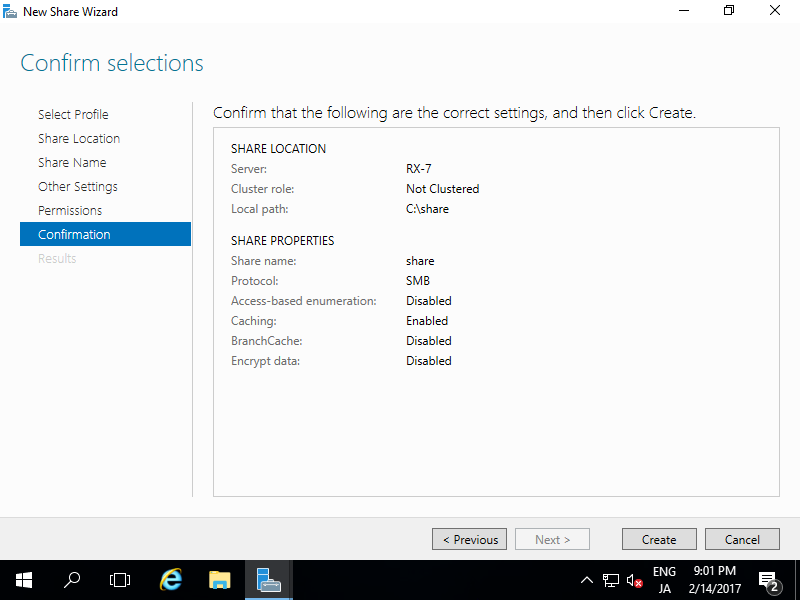 New Share Wizard
Confirm selections
Select Profile
Share Location
Share Name
Other Settings
Permissions
Confirmation
Results
Confirm that the following are the correct settings, and then click Create.
SHARE LOCATION
Server: RX-7
Cluster role: Not Clustered
Local path: C:\share
SHARE PROPERTIES
Share name: share
Protocol: SMB
Access-based enumeration: Disabled
Caching: Enabled
BranchCache: Disabled
Encrypt data: Disabled
< Previous Next > Create Cancel
ENG 9:01 PM
JA 2/14/2017 2